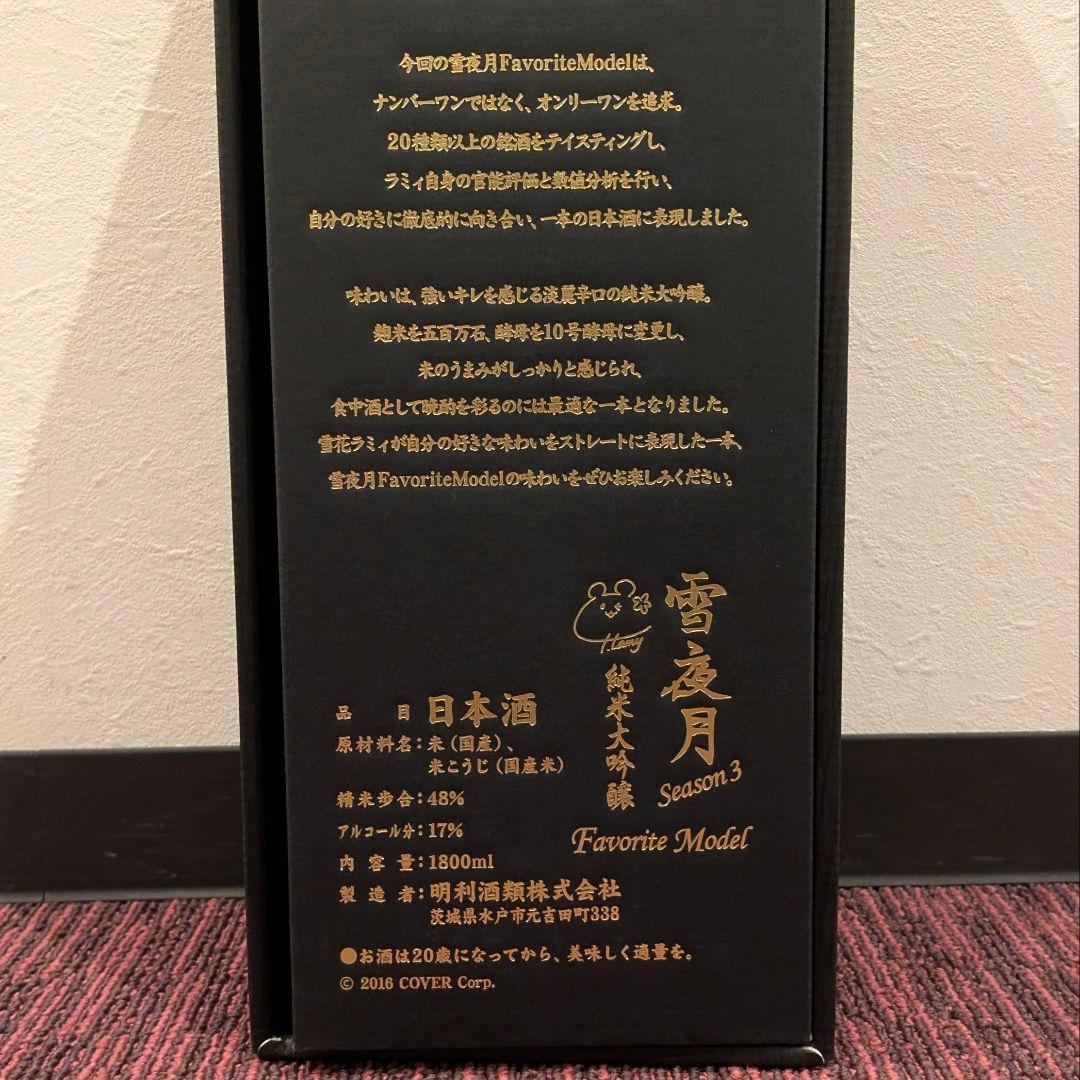 今回の雪夜月FavoriteModelは、
ナンバーワンではなく、オンリーワンを追求。
20種類以上の銘酒をテイスティングし、
ラミィ自身の官能評価と数値分析を行い、
自分の好きに徹底的に向き合い、一本の日本酒に表現しました。
味わいは、強いキレを感じる淡麗辛口の純米大吟醸。
麹米を五百万石、酵母を10号酵母に変更し、
米のうまみがしっかりと感じられ、
食中酒として晩酌を彩るのには最適な一本となりました。
雪花ラミィが自分の好きな味わいをストレートに表現した一本、
雪夜月FavoriteModelの味わいをぜひお楽しみください。
雪夜月
Season 3
純米大吟醸
Favorite Model
品目 日本酒
原材料名：米（国産）、
米こうじ（国産米）
精米歩合：48%
アルコール分：17%
内容量：1800ml
製造者：明利酒類株式会社
茨城県水戸市元吉田町338
●お酒は20歳になってから、美味しく適量を。
© 2016 COVER Corp.